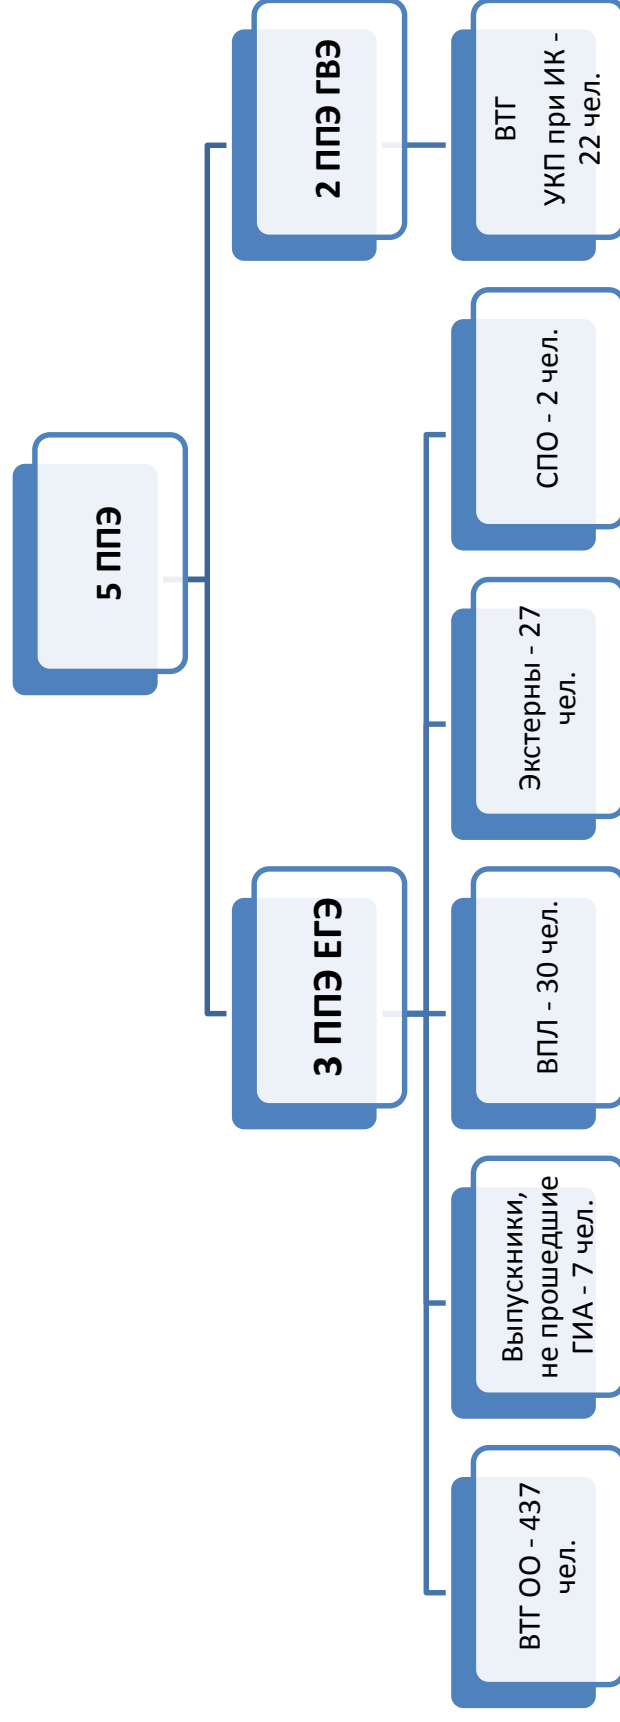 5 ППЭ
3 ППЭ ЕГЭ
2 ППЭ ГВЭ
ВТГ ОО - 437
чел.
Выпускники,
не прошедшие
ГИА - 7 чел.
ВПЛ - 30 чел.
Экстерны - 27
чел.
СПО - 2 чел.
ВТГ
УКП при ИК -
22 чел.